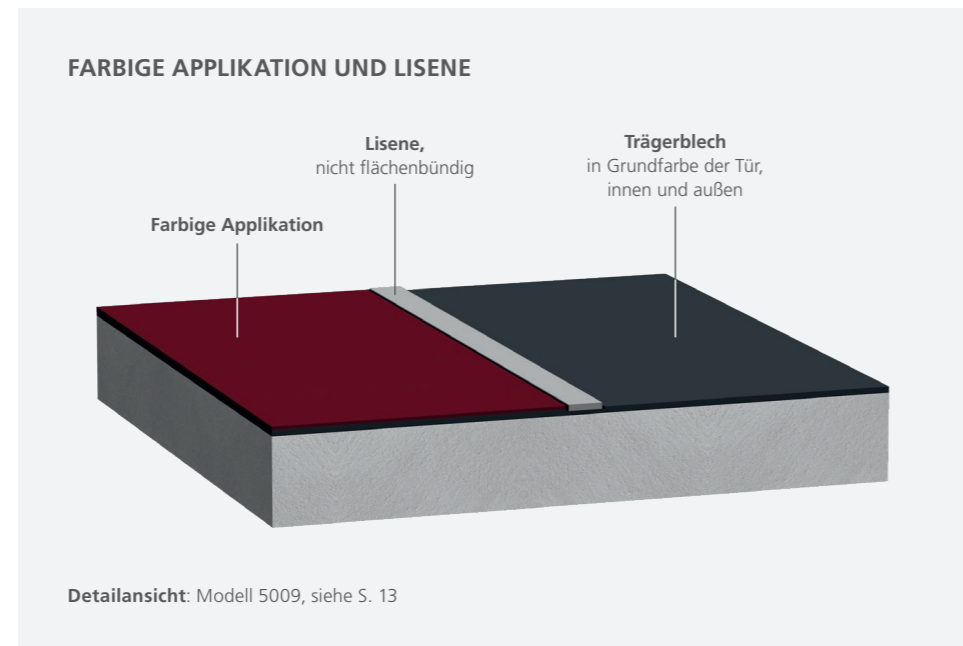 FARBIGE APPLIKATION UND LISENE
Lisene,
nicht flächenbündig
Trägerblech
in Grundfarbe der Tür,
innen und außen
Farbige Applikation
Detailansicht: Modell 5009, siehe S. 13